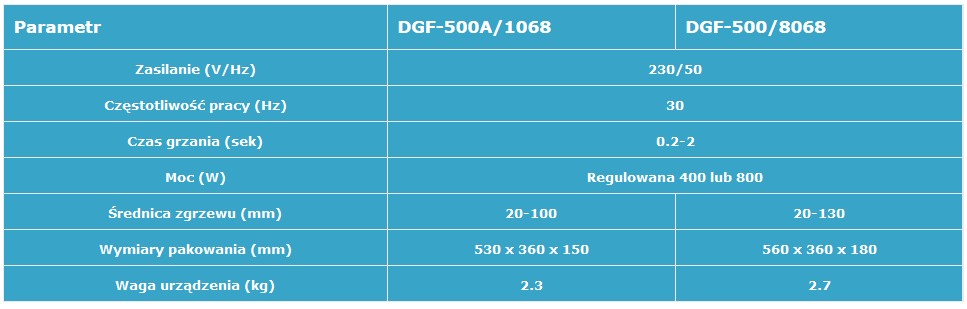 Parametr DGF-500A/1068 DGF-500/8068
Zasilanie (V/Hz) 230/50
Częstotliwość pracy (Hz) 30
Czas grzania (sek) 0.2-2
Moc (W) Regulowana 400 lub 800
Średnica zgrzewu (mm) 20-100 20-130
Wymiary pakowania (mm) 530 x 360 x 150 560 x 360 x 180
Waga urządzenia (kg) 2.3 2.7